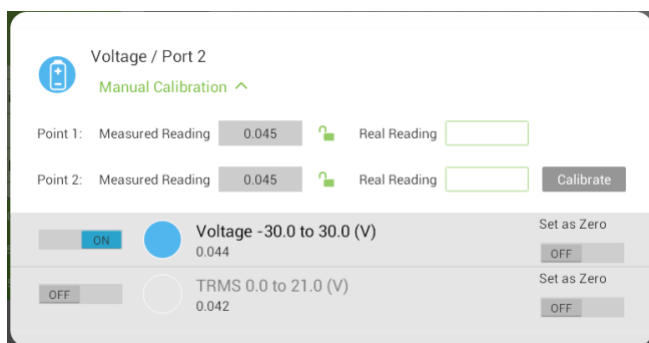 Voltage / Port 2
Manual Calibration
Point 1: Measured Reading 0.045 Real Reading
Point 2: Measured Reading 0.045 Real Reading Calibrate
ON Voltage -30.0 to 30.0 (V) Set as Zero
0.044 OFF
OFF TRMS 0.0 to 21.0 (V) Set as Zero
0.042 OFF